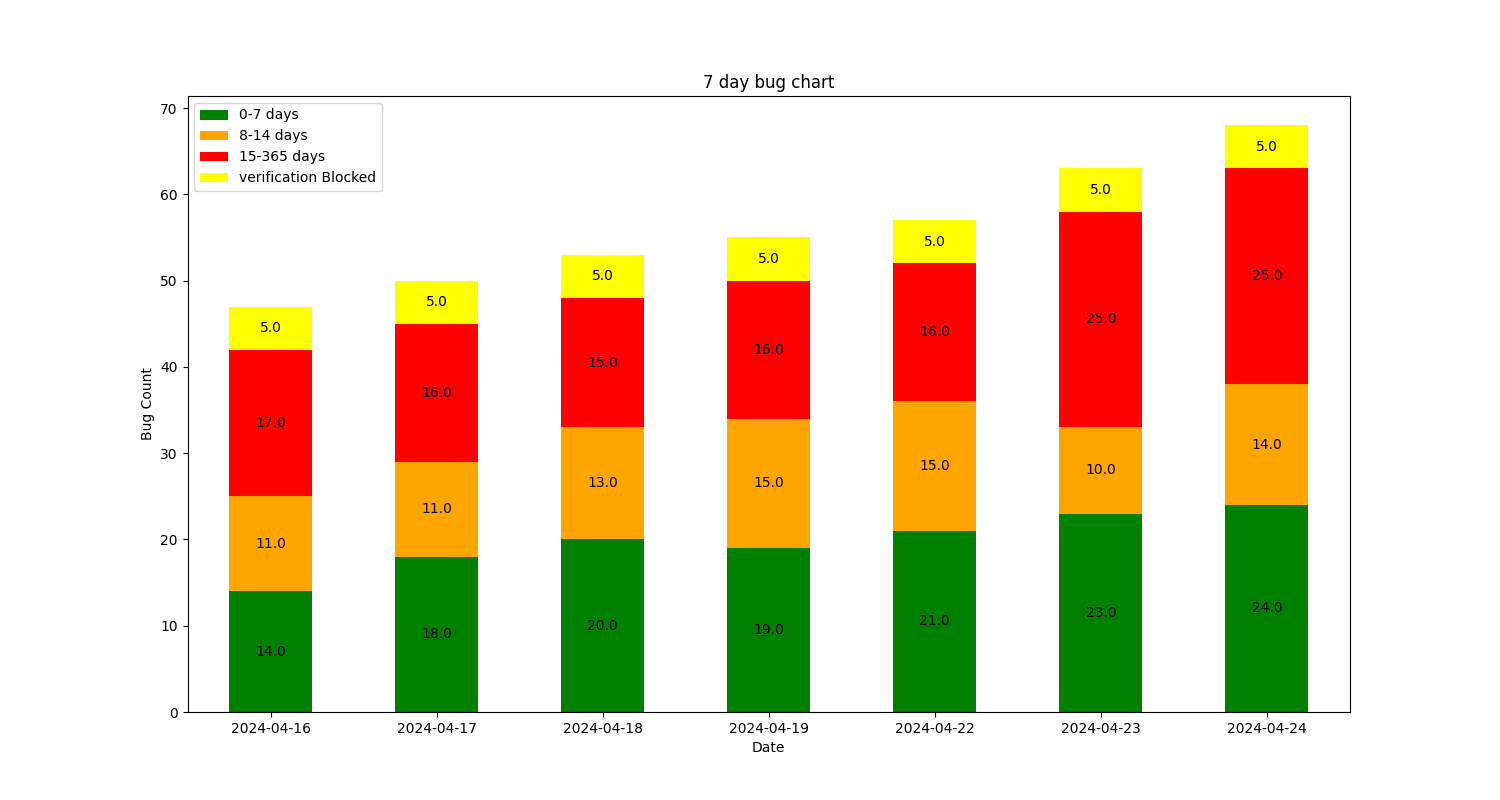 7 day bug chart
70
60
50
40
30
20
10
0
Bug Count
0-7 days
8-14 days
15-365 days
verification Blocked
5.0 5.0 5.0 5.0 5.0 5.0 5.0
17.0 16.0 15.0 16.0 16.0 25.0 25.0
11.0 11.0 13.0 15.0 15.0 10.0 14.0
14.0 18.0 20.0 19.0 21.0 23.0 24.0
2024-04-16 2024-04-17 2024-04-18 2024-04-19 2024-04-22 2024-04-23 2024-04-24
Date